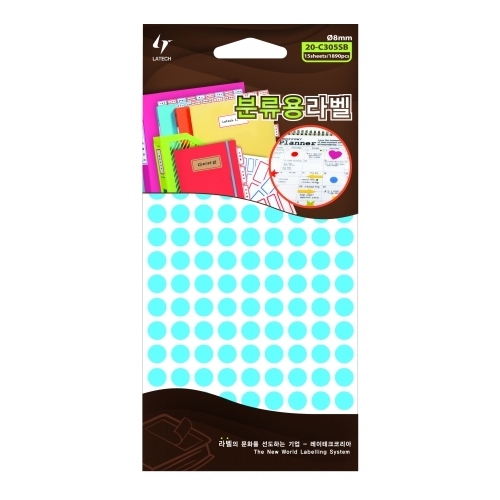 LATECH
Ø8mm
20-C305SB
15sheets/1890pcs
분류용라벨
Planner
라벨의 문화를 선도하는 기업 - 레이테크코리아
The New World Labelling System